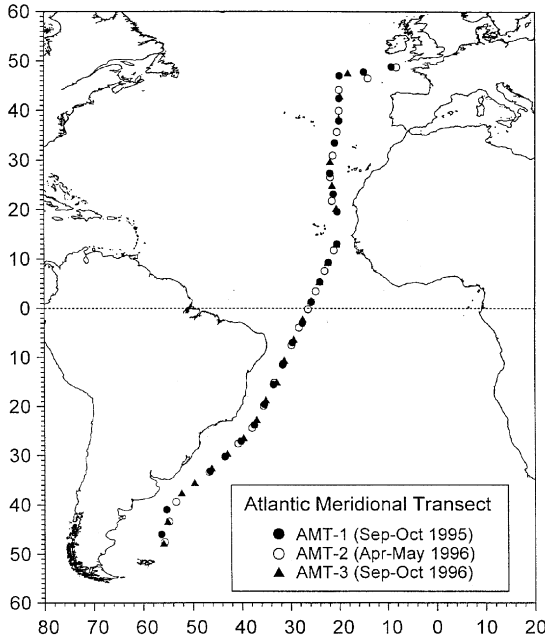 60
50
40
30
20
10
0
10
20
30
40
50
60
Atlantic Meridional Transect
AMT-1 (Sep-Oct 1995)
AMT-2 (Apr-May 1996)
AMT-3 (Sep-Oct 1996)
80 70 60 50 40 30 20 10 0 10 20